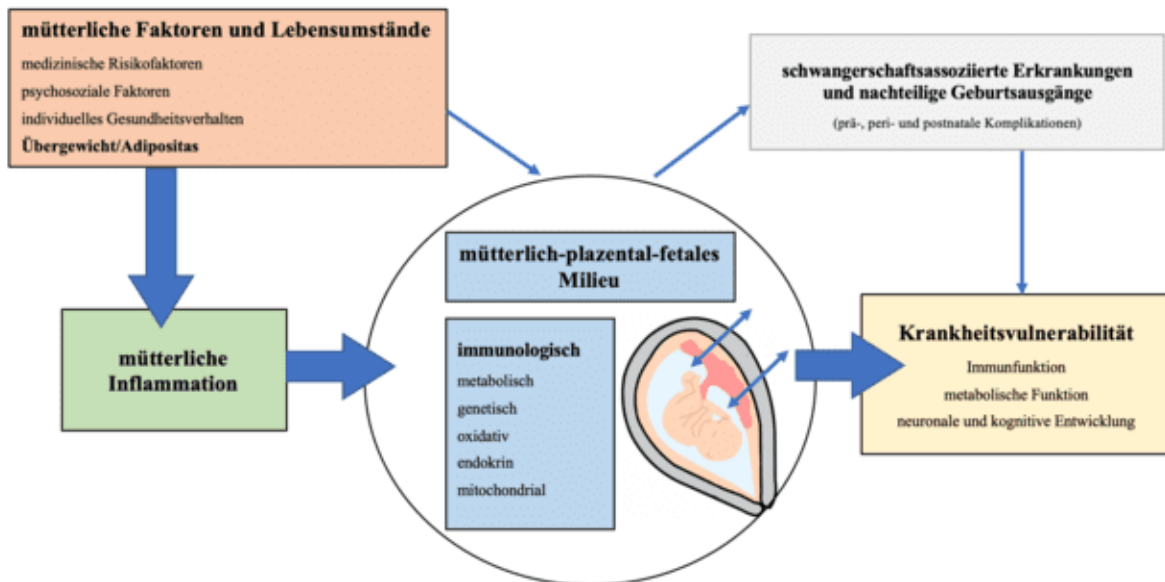 mütterliche Faktoren und Lebensumstände
medizinische Risikofaktoren
psychosoziale Faktoren
individuelles Gesundheitsverhalten
Übergewicht/Adipositas
schwangerschaftsassoziierte Erkrankungen
und nachteilige Geburtsausgänge
(prä-, peri- und postnatale Komplikationen)
mütterliche
Inflammation
mütterlich-plazental-fetales
Milieu
immunologisch
metabolisch
genetisch
oxidativ
endokrin
mitochondrial
Krankheitsvulnerabilität
Immunfunktion
metabolische Funktion
neuronale und kognitive Entwicklung